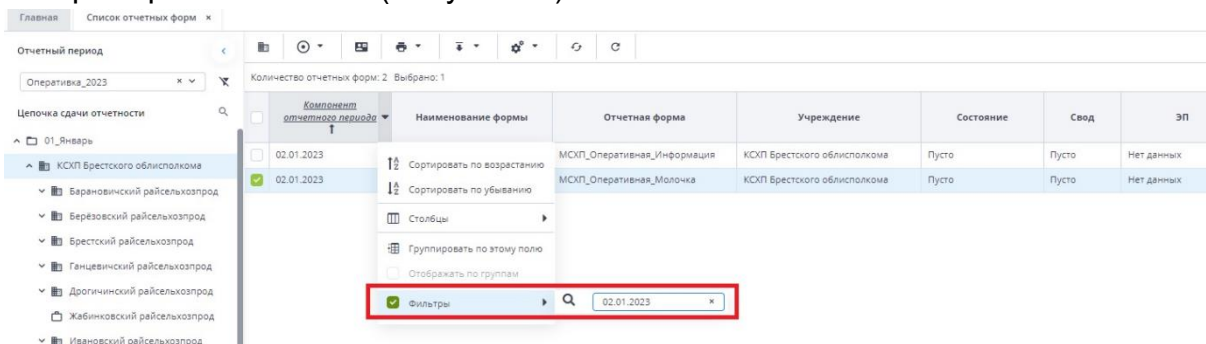 Главная Список отчетных форм ×
Отчетный период
Оперативка_2023
Цепочка сдачи отчетности
01_Январь
КСХП Брестского облисполкома
Барановичский райсельхозпрод
Берёзовский райсельхозпрод
Брестский райсельхозпрод
Ганцевичский райсельхозпрод
Дрогичинский райсельхозпрод
Жабинковский райсельхозпрод
Ивановский райсельхозпрод
Количество отчетных форм: 2 Выбрано: 1
Компонент отчетного периода Наименование формы Отчетная форма Учреждение Состояние Свод ЭП
02.01.2023 МСХП_Оперативная_Информация КСХП Брестского облисполкома Пусто Пусто Нет данных
02.01.2023 МСХП_Оперативная_Молочка КСХП Брестского облисполкома Пусто Пусто Нет данных
Сортировать по возрастанию
Сортировать по убыванию
Столбцы
Группировать по этому полю
Отображать по группам
Фильтры 02.01.2023 ×